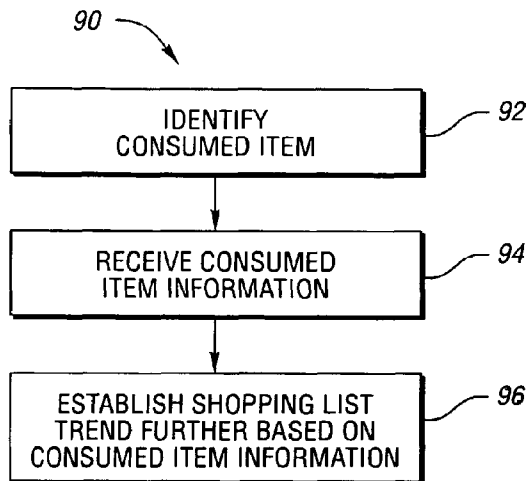 90
IDENTIFY
CONSUMED ITEM
92
RECEIVE CONSUMED
ITEM INFORMATION
94
ESTABLISH SHOPPING LIST
TREND FURTHER BASED ON
CONSUMED ITEM INFORMATION
96